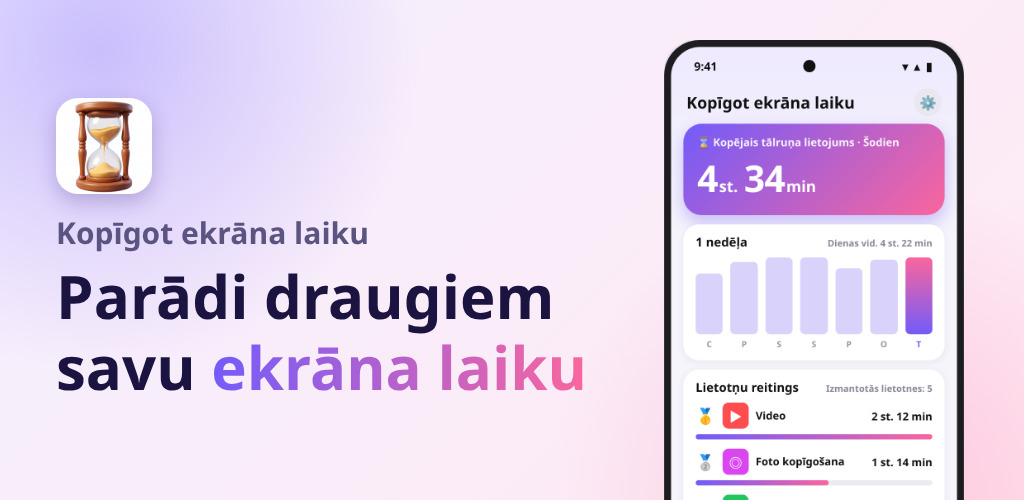 Kopīgot ekrāna laiku
Parādi draugiem
savu ekrāna laiku
9:41
Kopīgot ekrāna laiku
Kopējais tālruņa lietojums · Šodien
4st. 34min
1 nedēļa
Dienas vid. 4 st. 22 min
C P S S P O T
Lietotņu reitings
Izmantotās lietotnes: 5
Video
2 st. 12 min
Foto kopīgošana
1 st. 14 min